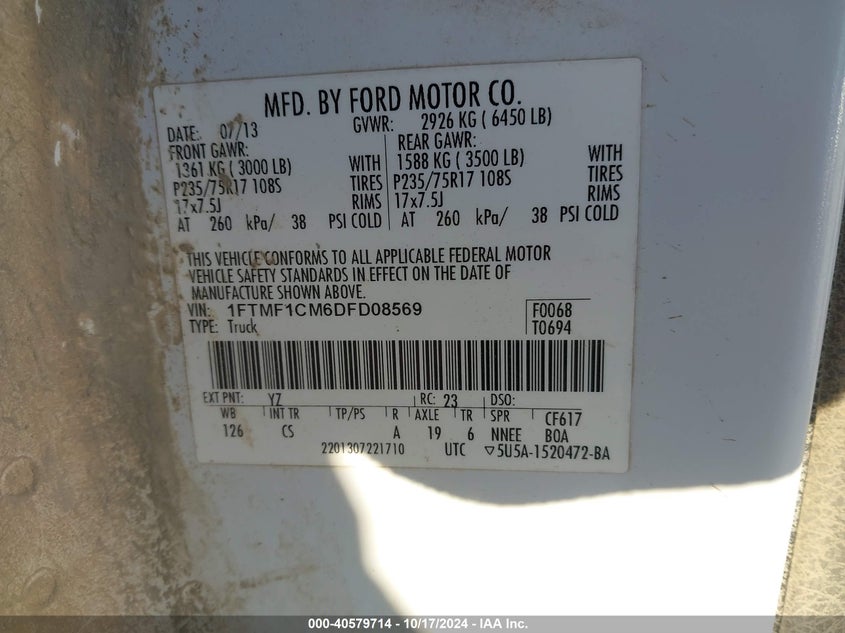 MFD. BY FORD MOTOR CO.
DATE: 07/13 GVWR: 2926 KG ( 6450 LB)
FRONT GAWR: REAR GAWR:
1361 KG ( 3000 LB) WITH 1588 KG ( 3500 LB) WITH
P235/75R17 108S TIRES P235/75R17 108S TIRES
17x7.5J RIMS 17x7.5J RIMS
AT 260 kPa/ 38 PSI COLD AT 260 kPa/ 38 PSI COLD
THIS VEHICLE CONFORMS TO ALL APPLICABLE FEDERAL MOTOR
VEHICLE SAFETY STANDARDS IN EFFECT ON THE DATE OF
MANUFACTURE SHOWN ABOVE.
VIN: 1FTMF1CM6DFD08569 F0068
TYPE: Truck T0694
EXT PNT: YZ RC: 23 DSO:
WB INT TR TP/PS R AXLE TR SPR CF617
126 CS A 19 6 NNEE BOA
2201307221710 UTC ▽5U5A-1520472-BA
000-40579714 - 10/17/2024 - IAA Inc.